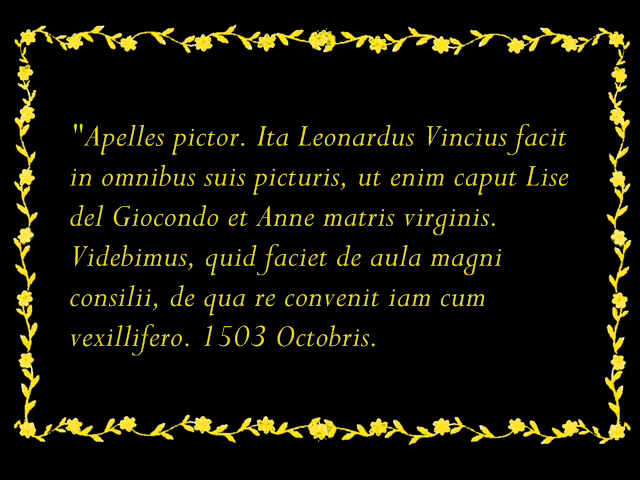 "Apelles pictor. Ita Leonardus Vincius facit
in omnibus suis picturis, ut enim caput Lise
del Giocondo et Anne matris virginis.
Videbimus, quid faciet de aula magni
consilii, de qua re convenit iam cum
vexillifero. 1503 Octobris.